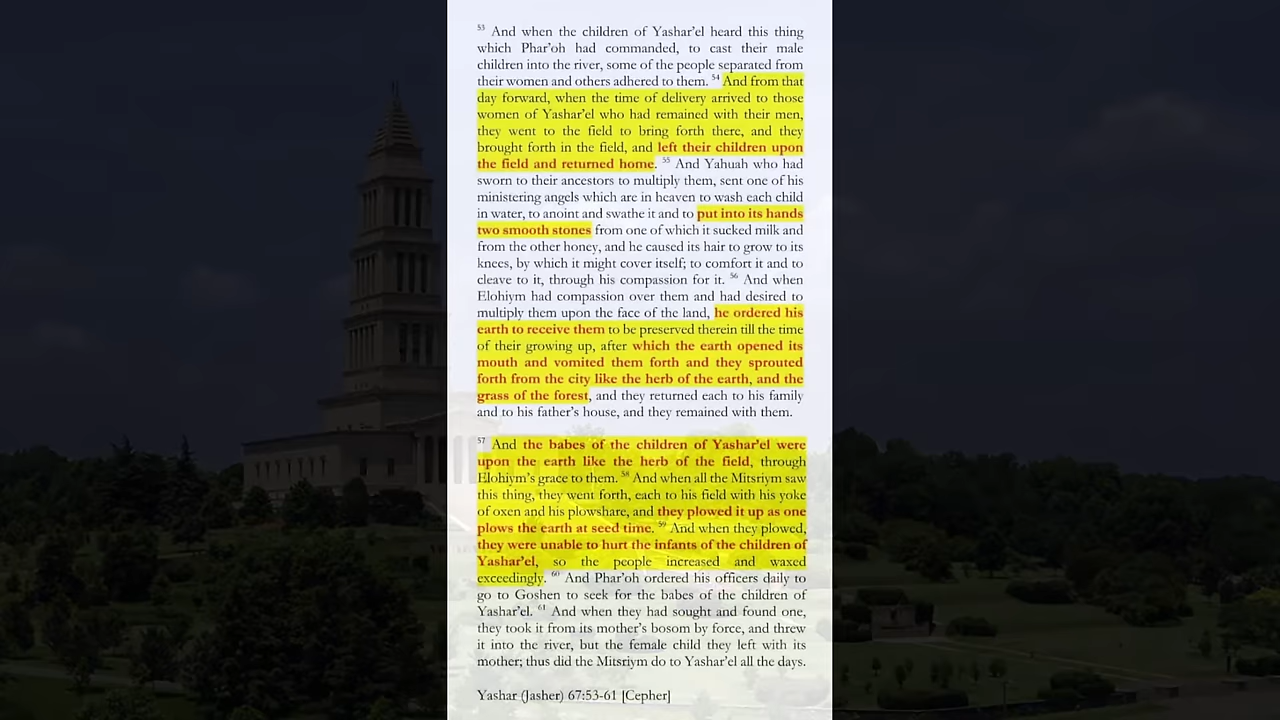 53 And when the children of Yashar'el heard this thing
which Phar'oh had commanded, to cast their male
children into the river, some of the people separated from
their women and others adhered to them. 54 And from that
day forward, when the time of delivery arrived to those
women of Yashar'el who had remained with their men,
they went to the field to bring forth there, and they
brought forth in the field, and left their children upon
the field and returned home. 55 And Yahuah who had
sworn to their ancestors to multiply them, sent one of his
ministering angels which are in heaven to wash each child
in water, to anoint and swathe it and to put into its hands
two smooth stones from one of which it sucked milk and
from the other honey, and he caused its hair to grow to its
knees, by which it might cover itself; to comfort it and to
cleave to it, through his compassion for it. 56 And when
Elohiym had compassion over them and had desired to
multiply them upon the face of the land, he ordered his
earth to receive them to be preserved therein till the time
of their growing up, after which the earth opened its
mouth and vomited them forth and they sprouted
forth from the city like the herb of the earth, and the
grass of the forest, and they returned each to his family
and to his father's house, and they remained with them.
57 And the babes of the children of Yashar'el were
upon the earth like the herb of the field, through
Elohiym's grace to them. 58 And when all the Mitsriym saw
this thing, they went forth, each to his field with his yoke
of oxen and his plowshare, and they plowed it up as one
plows the earth at seed time. 59 And when they plowed,
they were unable to hurt the infants of the children of
Yashar'el, so the people increased and waxed
exceedingly. 60 And Phar'oh ordered his officers daily to
go to Goshen to seek for the babes of the children of
Yashar'el. 61 And when they had sought and found one,
they took it from its mother's bosom by force, and threw
it into the river, but the female child they left with its
mother; thus did the Mitsriym do to Yashar'el all the days.
Yashar (Jasher) 67:53-61 [Cepher]